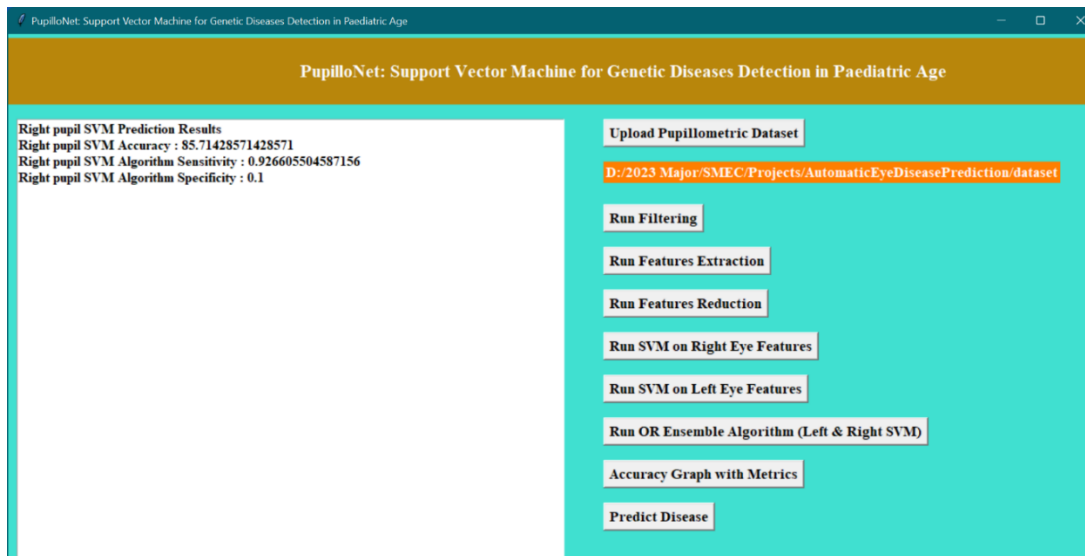 PupilloNet: Support Vector Machine for Genetic Diseases Detection in Paediatric Age
PupilloNet: Support Vector Machine for Genetic Diseases Detection in Paediatric Age
Right pupil SVM Prediction Results
Right pupil SVM Accuracy : 85.71428571428571
Right pupil SVM Algorithm Sensitivity : 0.926605504587156
Right pupil SVM Algorithm Specificity : 0.1
Upload Pupillometric Dataset
D:/2023 Major/SMEC/Projects/AutomaticEyeDiseasePrediction/dataset
Run Filtering
Run Features Extraction
Run Features Reduction
Run SVM on Right Eye Features
Run SVM on Left Eye Features
Run OR Ensemble Algorithm (Left & Right SVM)
Accuracy Graph with Metrics
Predict Disease